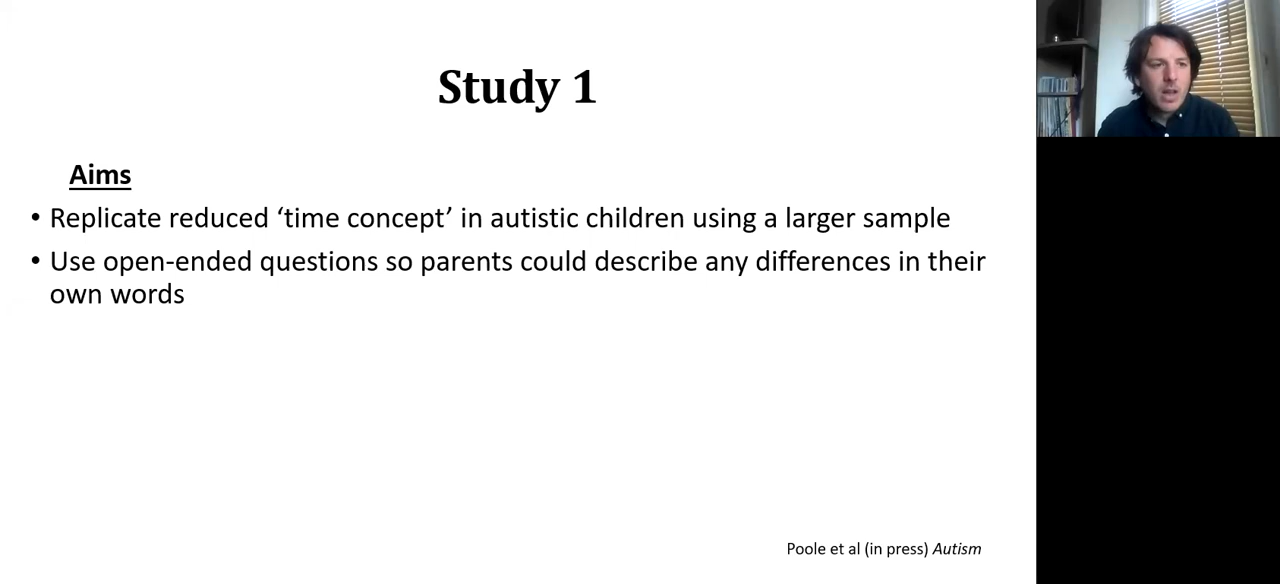 Study 1
Aims
• Replicate reduced ‘time concept’ in autistic children using a larger sample
• Use open-ended questions so parents could describe any differences in their
own words
Poole et al (in press) Autism